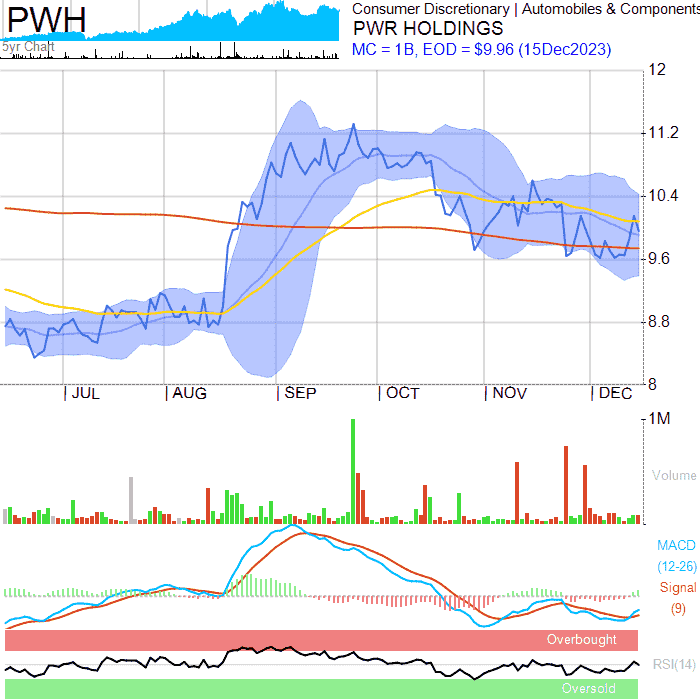 PWH
5yr Chart
Consumer Discretionary | Automobiles & Components
PWR HOLDINGS
MC = 1B, EOD = $9.96 (15Dec2023)
12
11.2
10.4
9.6
8.8
8
JUL AUG SEP OCT NOV DEC
1M
Volume
MACD
(12-26)
Signal
(9)
Overbought
RSI(14)
Oversold